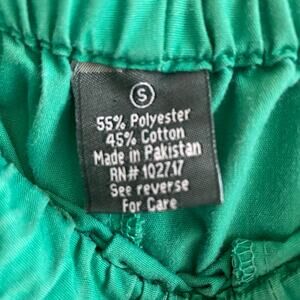 S
55% Polyester
45% Cotton
Made in Pakistan
RN# 102717
See reverse
For Care